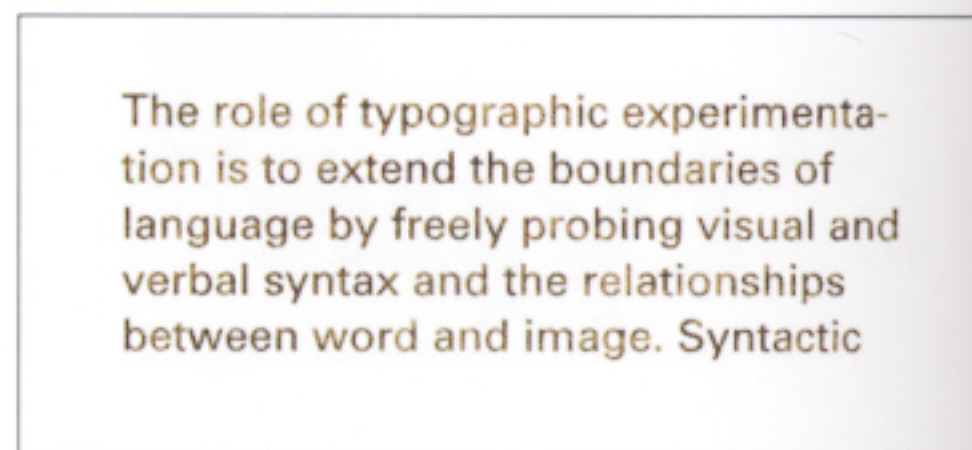 The role of typographic experimenta-
tion is to extend the boundaries of
language by freely probing visual and
verbal syntax and the relationships
between word and image. Syntactic